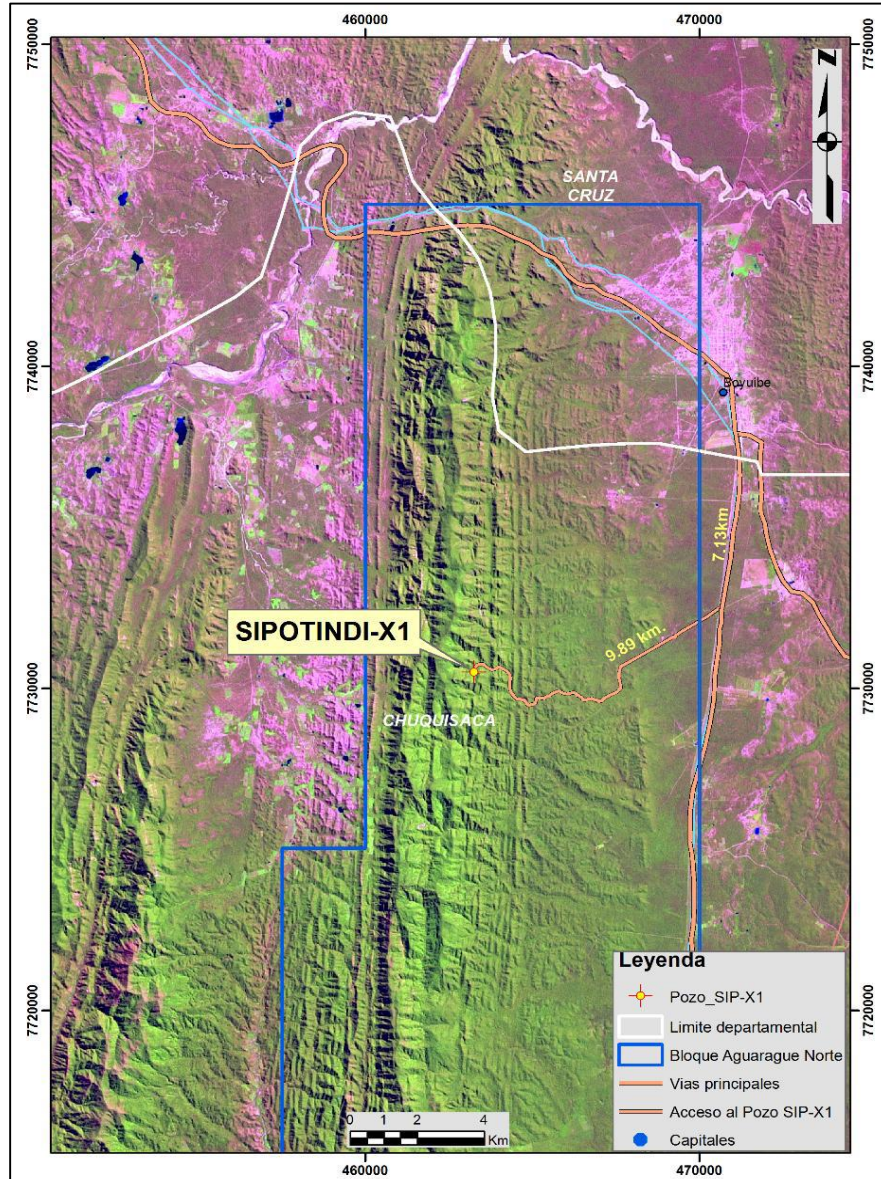 460000
470000
7750000
7750000
Z
SANTA
CRUZ
7740000
7740000
Boyuibe
7.13km
SIPOTINDI-X1
9.89 km.
7730000
7730000
CHUQUISACA
Leyenda
Pozo_SIP-X1
Limite departamental
Bloque Aguarague Norte
Vias principales
Acceso al Pozo SIP-X1
Capitales
7720000
7720000
0 1 2 4
Km
460000
470000